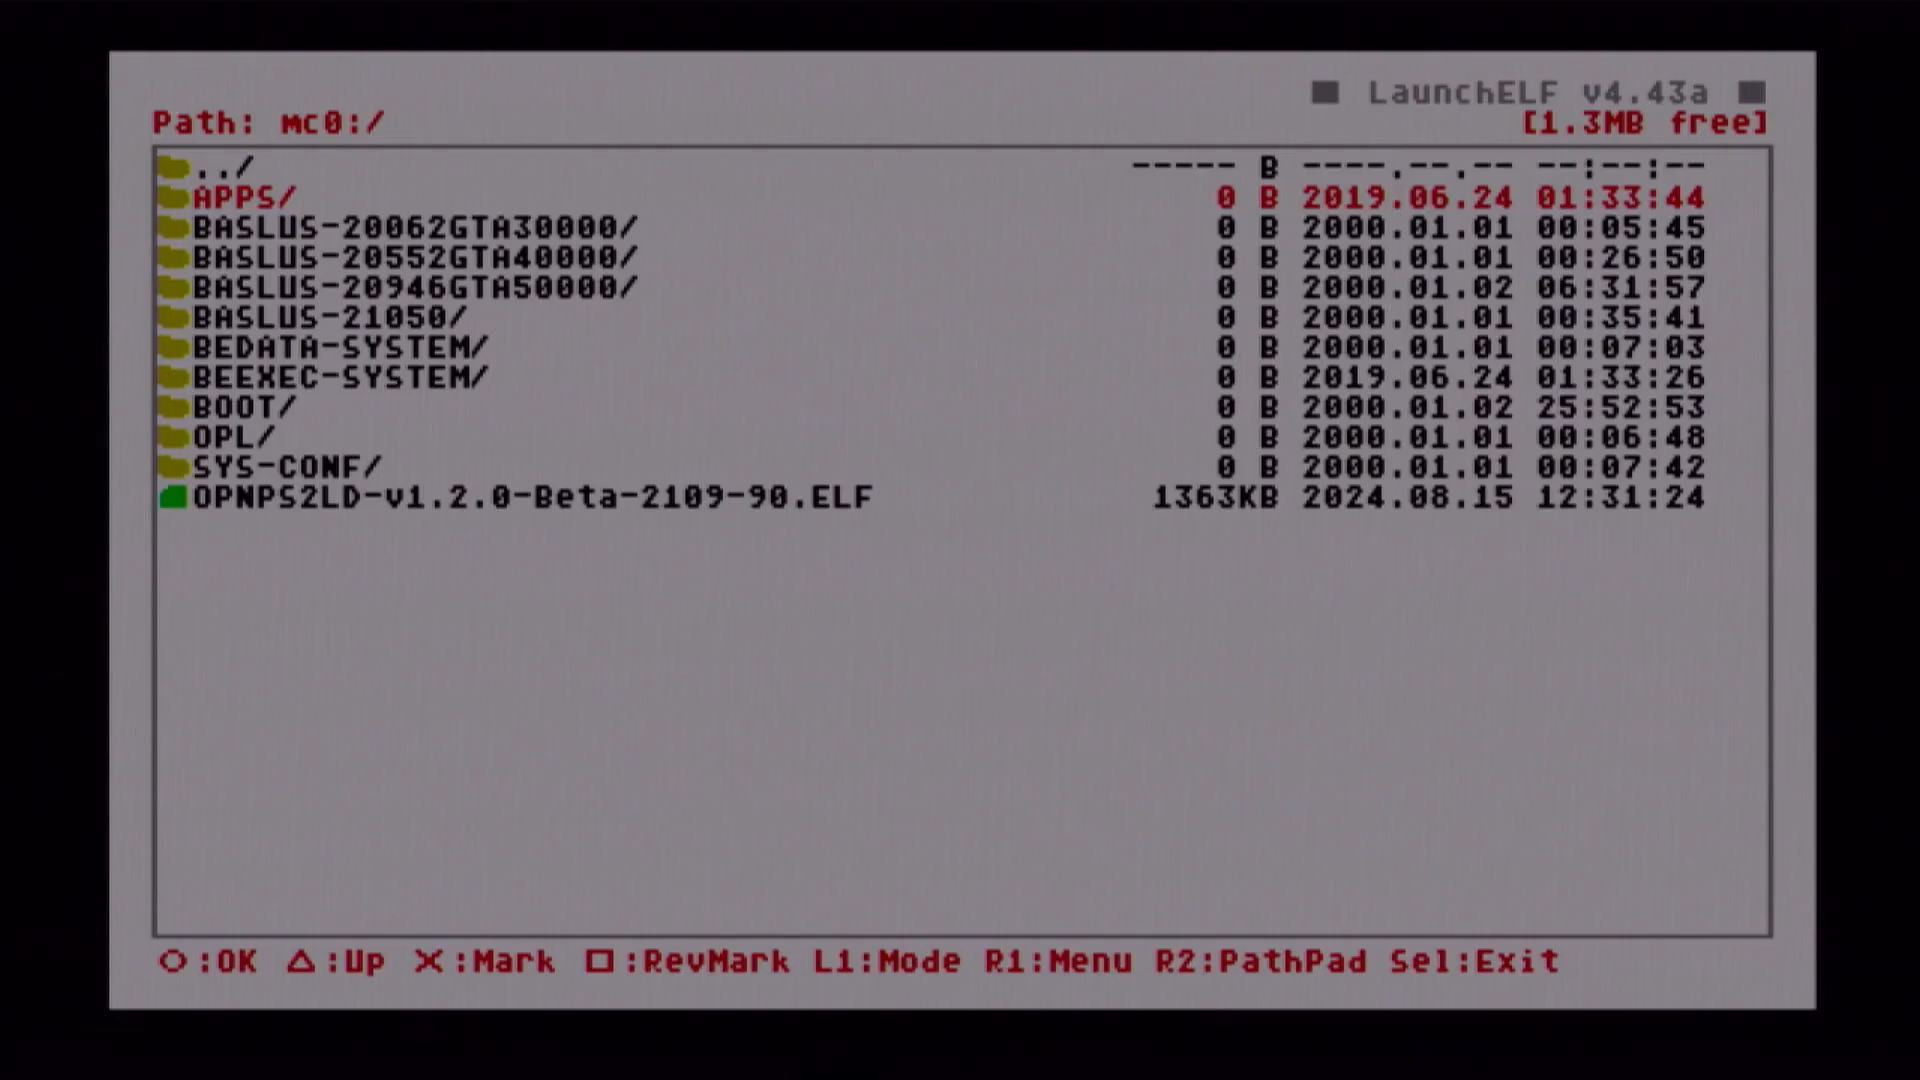 ■ LaunchELF v4.43a ■
Path: mc0:/ [1.3MB free]
../ ----- B ----.--.-- --:--:--
APPS/ 0 B 2019.06.24 01:33:44
BASLUS-20062GTA30000/ 0 B 2000.01.01 00:05:45
BASLUS-20552GTA40000/ 0 B 2000.01.01 00:26:50
BASLUS-20946GTA50000/ 0 B 2000.01.02 06:31:57
BASLUS-21050/ 0 B 2000.01.01 00:35:41
BEDATA-SYSTEM/ 0 B 2000.01.01 00:07:03
BEEXEC-SYSTEM/ 0 B 2019.06.24 01:33:26
BOOT/ 0 B 2000.01.02 25:52:53
OPL/ 0 B 2000.01.01 00:06:48
SYS-CONF/ 0 B 2000.01.01 00:07:42
OPNPS2LD-v1.2.0-Beta-2109-90.ELF 1363KB 2024.08.15 12:31:24
○:OK △:Up ✕:Mark □:RevMark L1:Mode R1:Menu R2:PathPad Sel:Exit